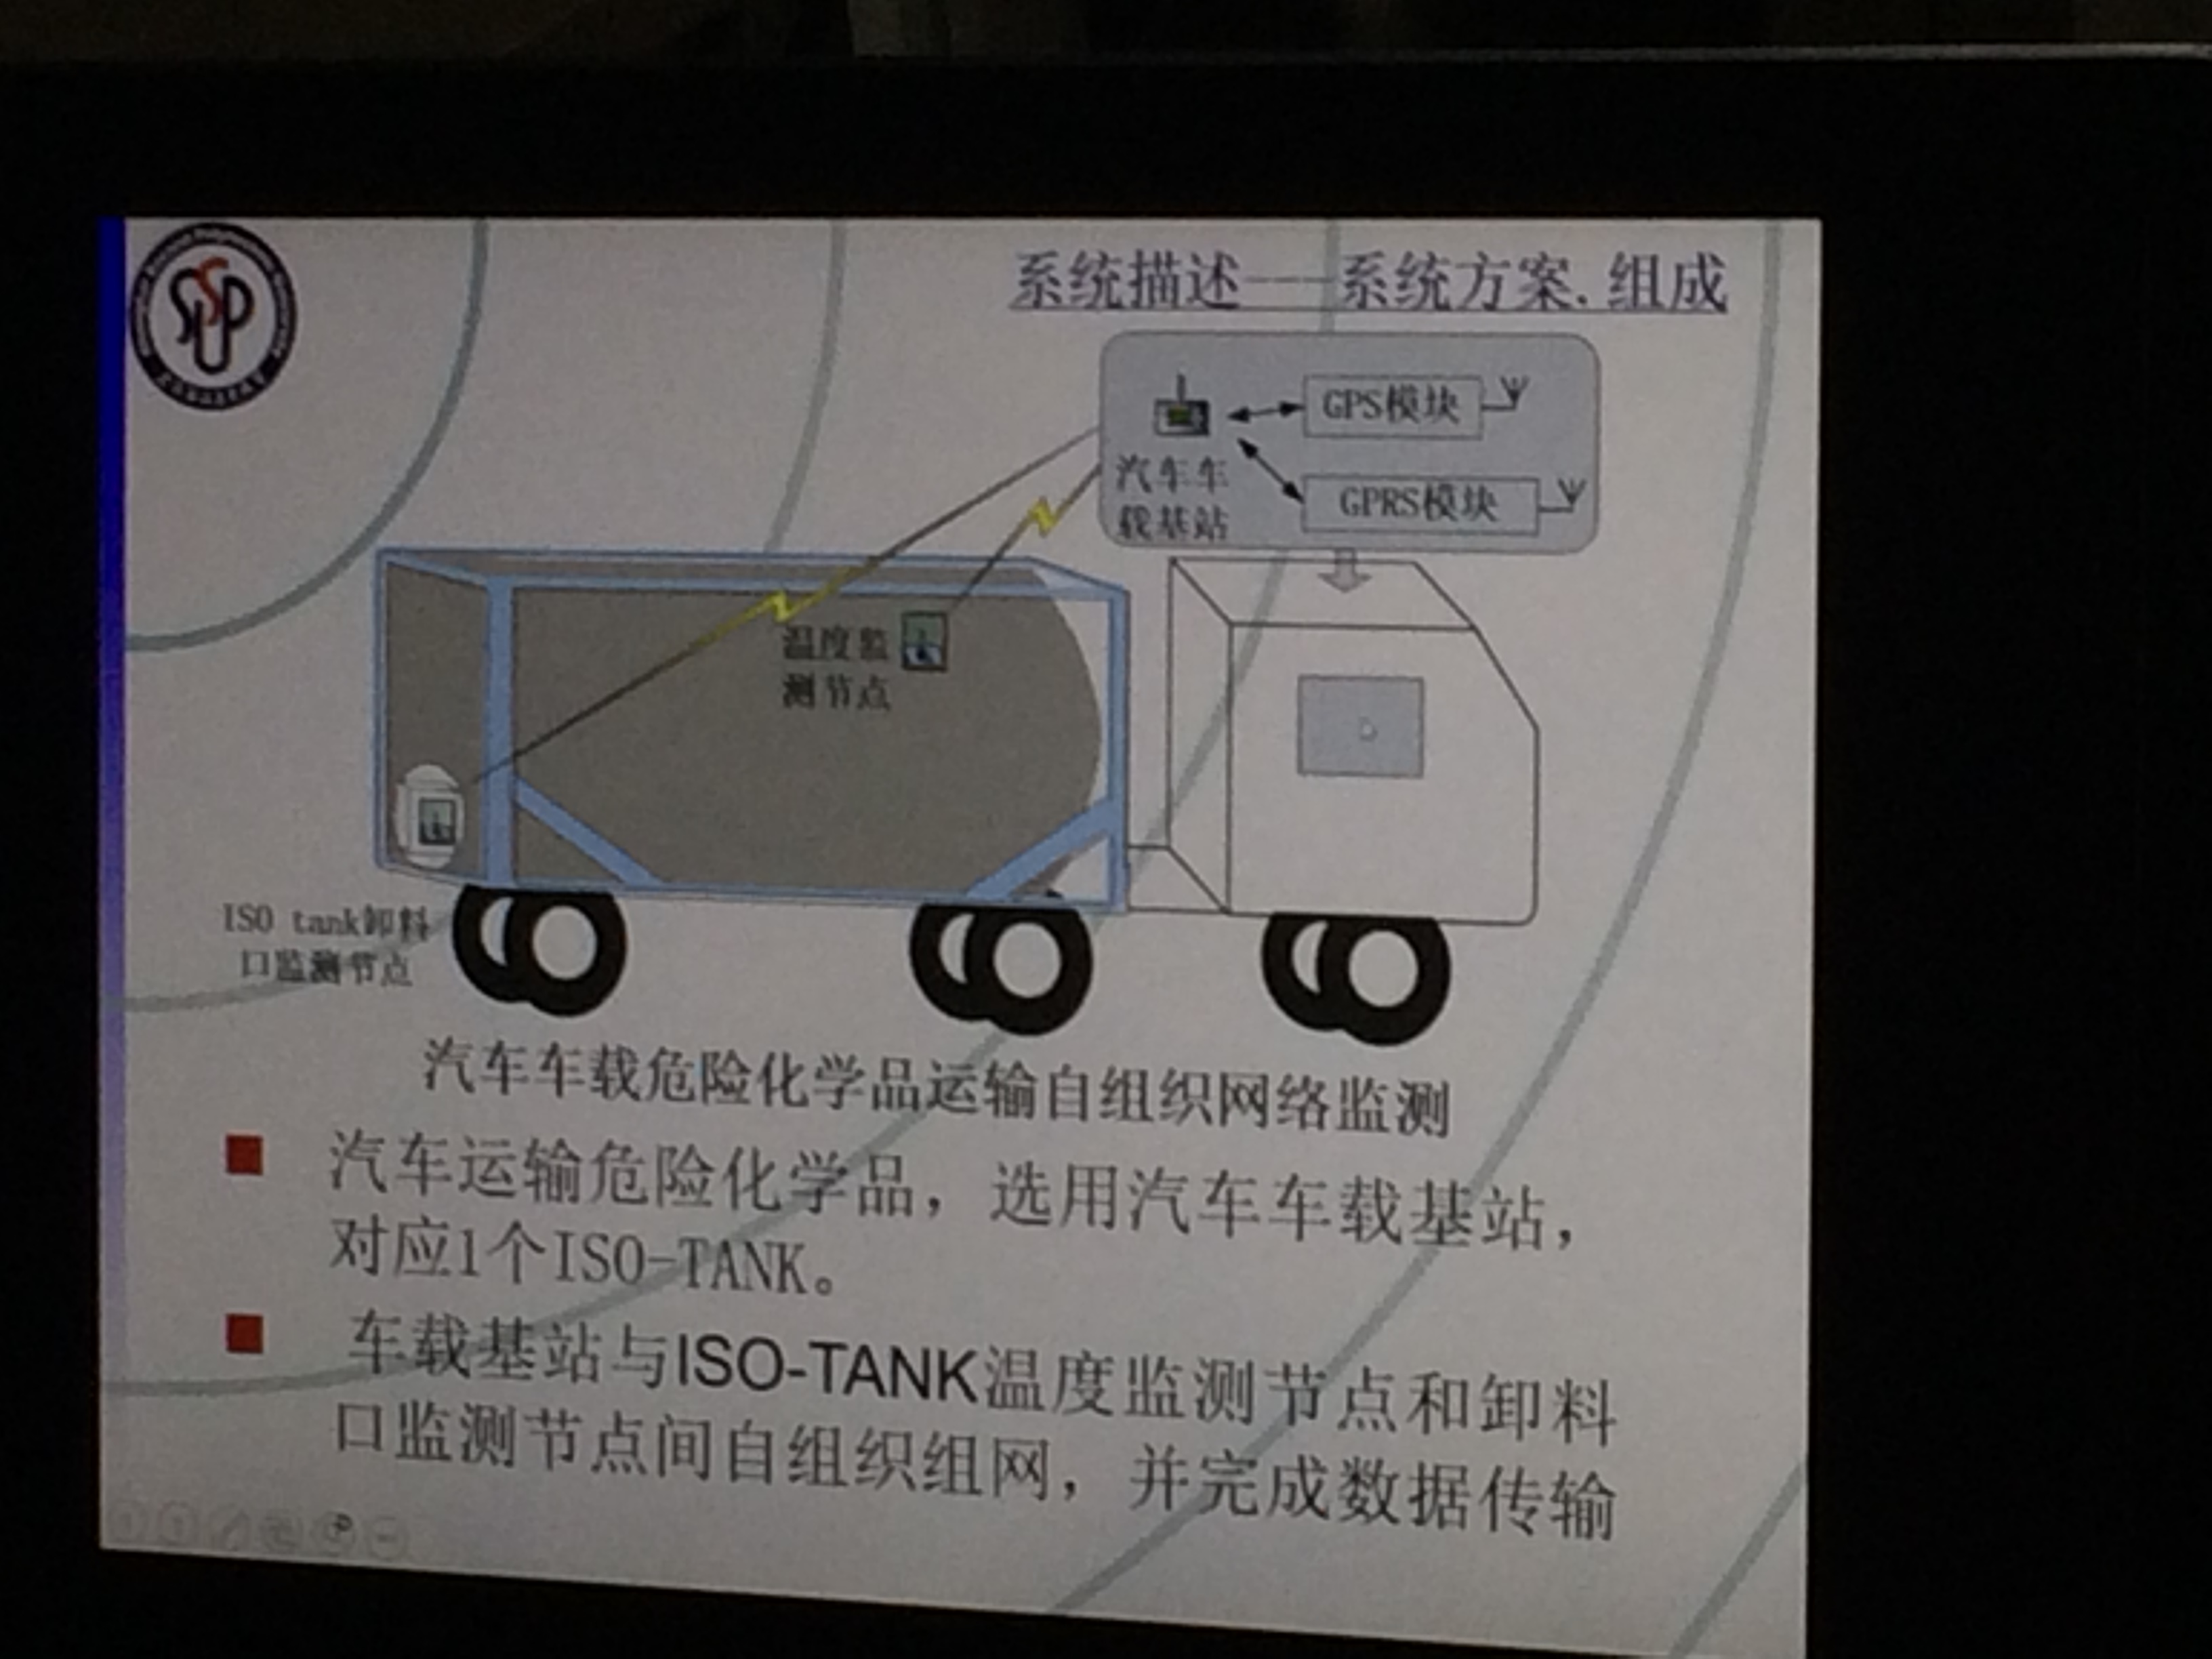 系统描述——系统方案.组成
GPS模块
汽车车
载基站
GPRS模块
温度监
测节点
ISO tank卸料
口监测节点
汽车车载危险化学品运输自组织网络监测
汽车运输危险化学品，选用汽车车载基站，
对应1个ISO-TANK。
车载基站与ISO-TANK温度监测节点和卸料
口监测节点间自组织组网，并完成数据传输